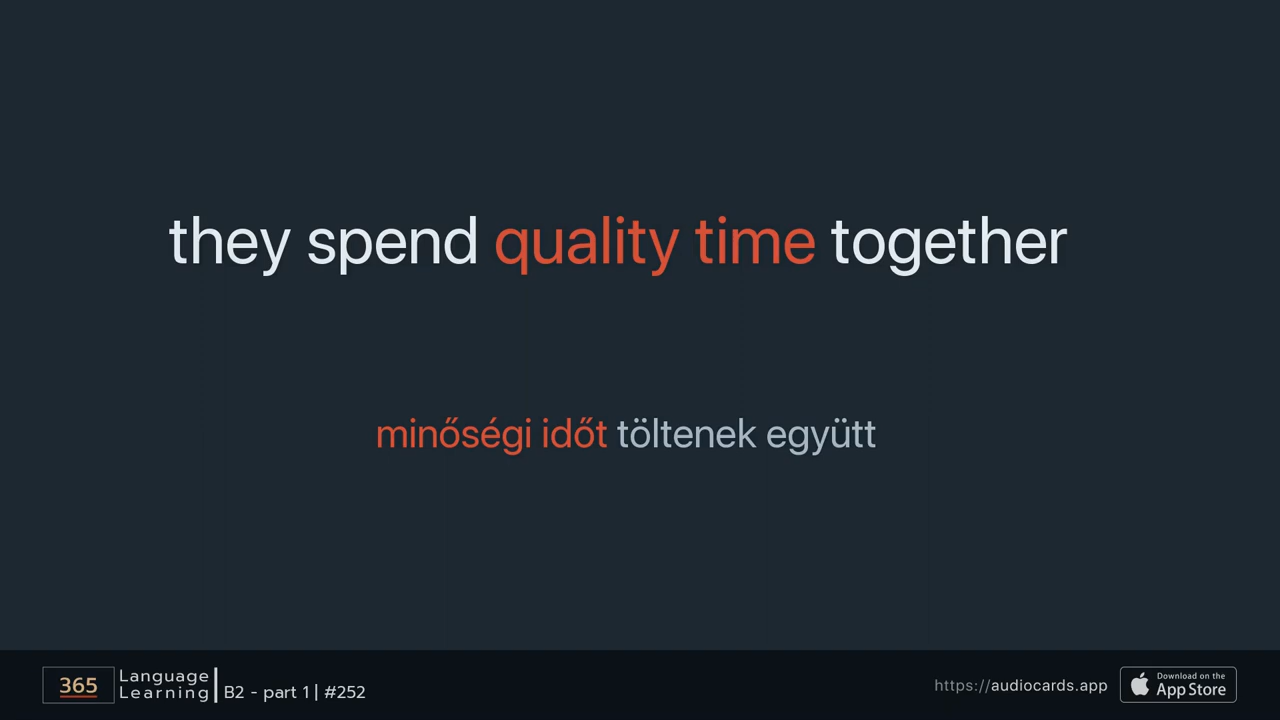 they spend quality time together
minőségi időt töltenek együtt
365
Language
Learning
B2 - part 1 | #252
https://audiocards.app
Download on the
App Store